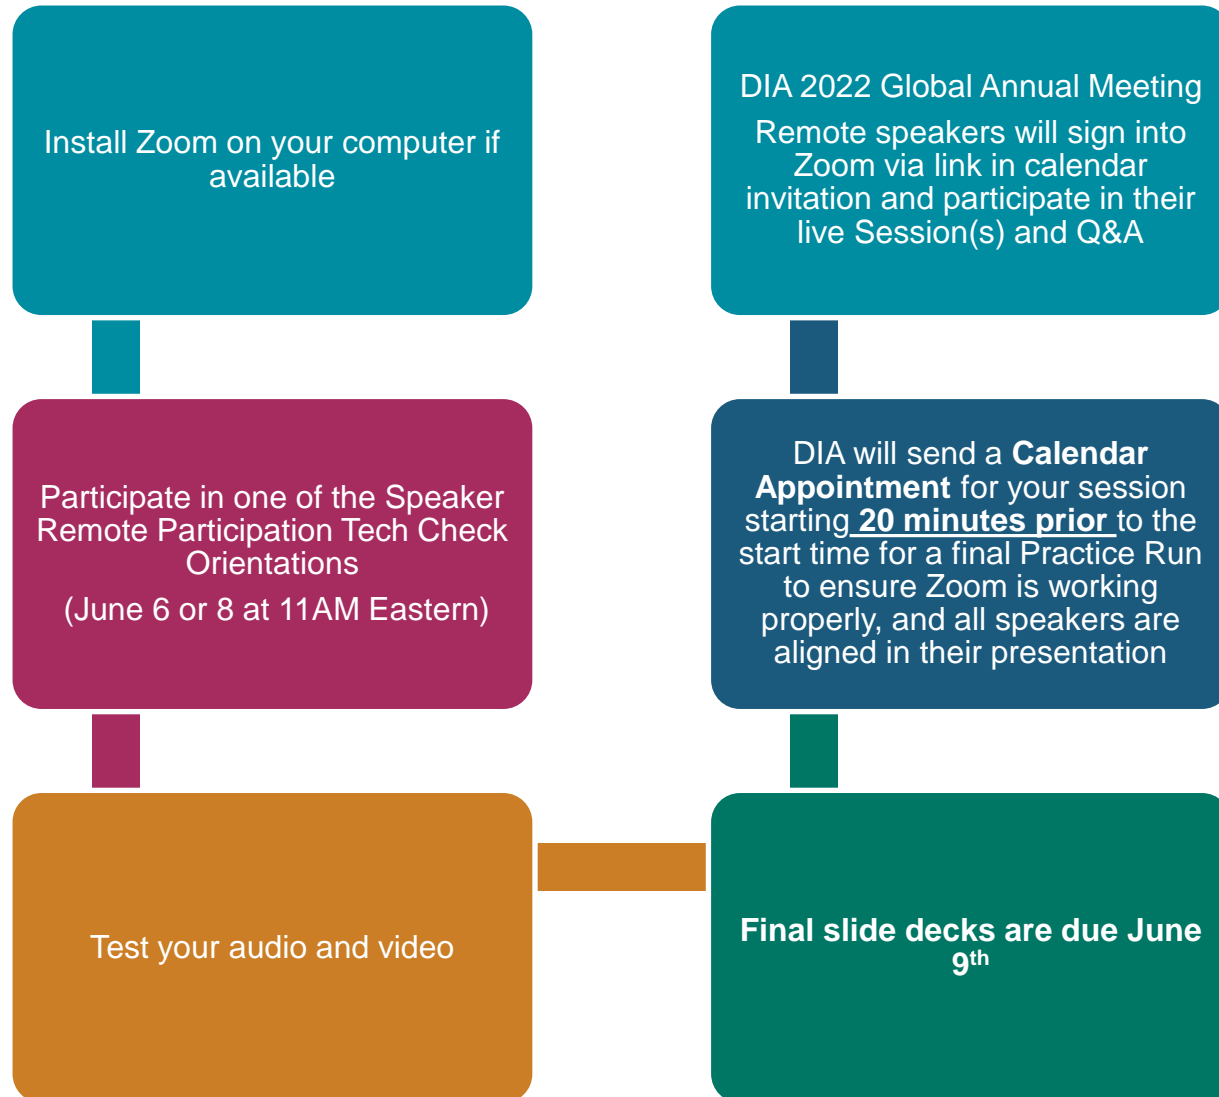 Install Zoom on your computer if
available
Participate in one of the Speaker
Remote Participation Tech Check
Orientations
(June 6 or 8 at 11AM Eastern)
Test your audio and video
Final slide decks are due June
9th
DIA will send a Calendar
Appointment for your session
starting 20 minutes prior to the
start time for a final Practice Run
to ensure Zoom is working
properly, and all speakers are
aligned in their presentation
DIA 2022 Global Annual Meeting
Remote speakers will sign into
Zoom via link in calendar
invitation and participate in their
live Session(s) and Q&A